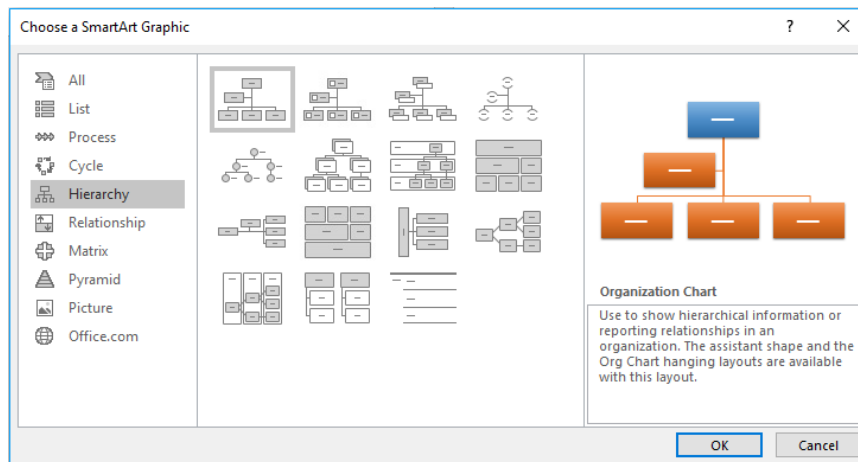 Choose a SmartArt Graphic
?
All
List
Process
Cycle
Hierarchy
Relationship
Matrix
Pyramid
Picture
Office.com
Organization Chart
Use to show hierarchical information or
reporting relationships in an
organization. The assistant shape and the
Org Chart hanging layouts are available
with this layout.
OK
Cancel